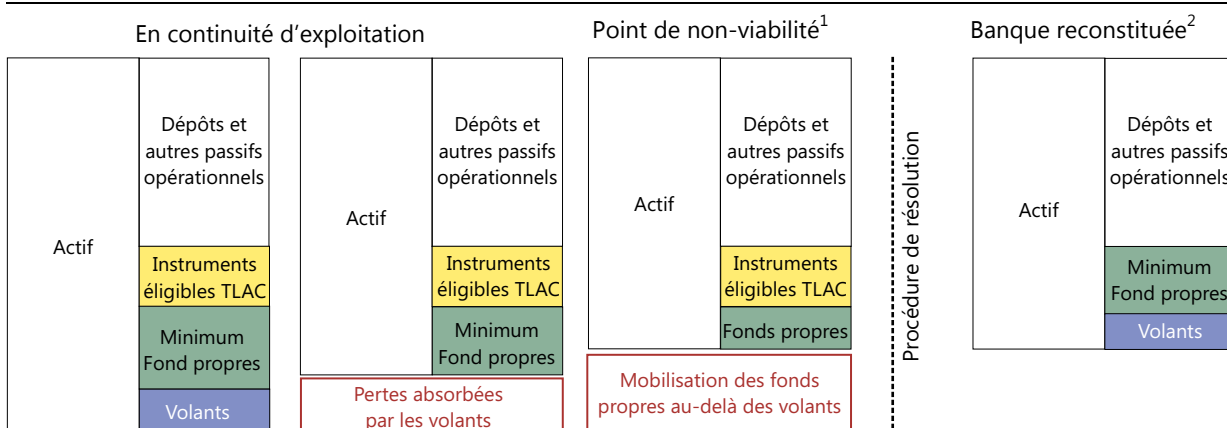 En continuité d'exploitation
Point de non-viabilité1
Banque reconstituée2
Actif
Dépôts et
autres passifs
opérationnels
Instruments
éligibles TLAC
Minimum
Fond propres
Volants
Actif
Dépôts et
autres passifs
opérationnels
Instruments
éligibles TLAC
Minimum
Fond propres
Pertes absorbées
par les volants
Actif
Dépôts et
autres passifs
opérationnels
Instruments
éligibles TLAC
Fonds propres
Mobilisation des fonds
propres au-delà des volants
Procédure de résolution
Actif
Dépôts et
autres passifs
opérationnels
Minimum
Fond propres
Volants